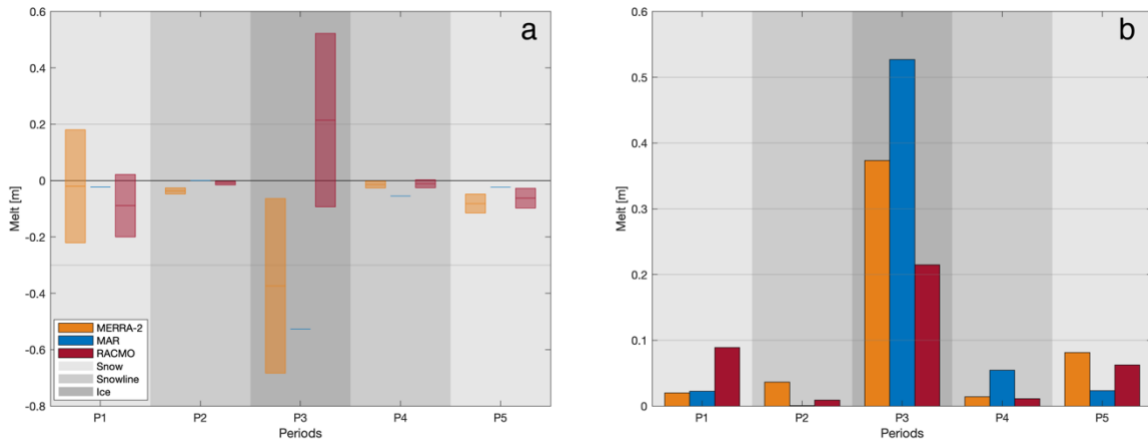 a
0.6
0.4
0.2
0
-0.2
-0.4
-0.6
-0.8
Melt [m]
MERRA-2
MAR
RACMO
Snow
Snowline
Ice
P1 P2 P3 P4 P5
Periods
b
0.6
0.5
0.4
0.3
0.2
0.1
0
Melt [m]
P1 P2 P3 P4 P5
Periods